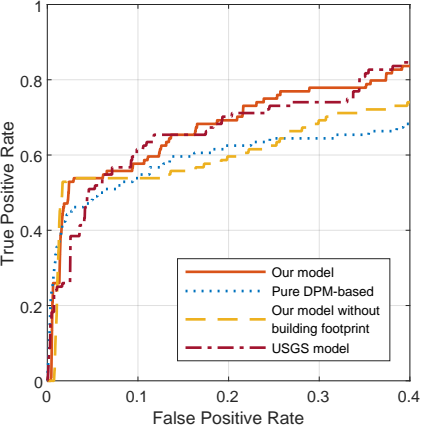 1
0.8
0.6
0.4
0.2
0
0 0.1 0.2 0.3 0.4
True Positive Rate
False Positive Rate
Our model
Pure DPM-based
Our model without
building footprint
USGS model